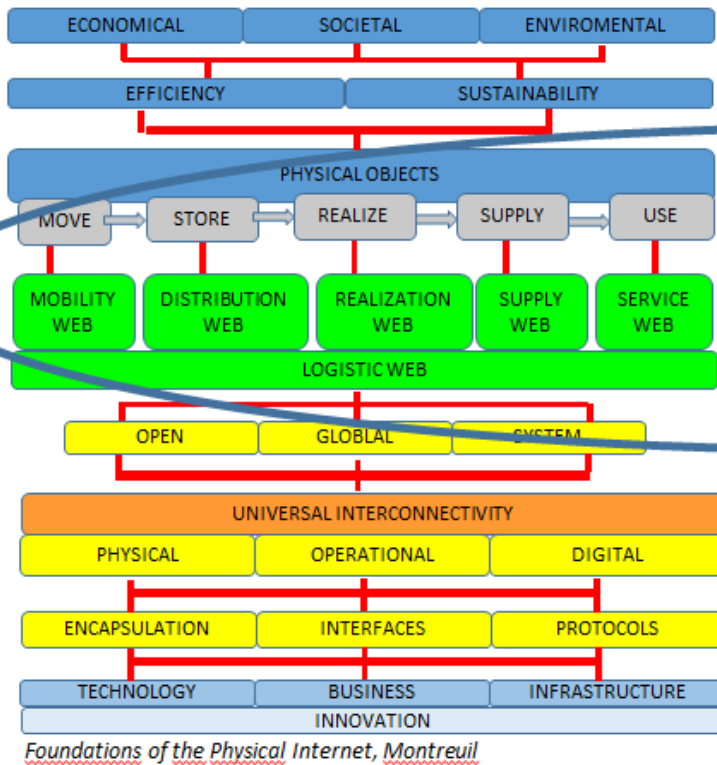 ECONOMICAL SOCIETAL ENVIROMENTAL
EFFICIENCY SUSTAINABILITY
PHYSICAL OBJECTS
MOVE STORE REALIZE SUPPLY USE
MOBILITY WEB DISTRIBUTION WEB REALIZATION WEB SUPPLY WEB SERVICE WEB
LOGISTIC WEB
OPEN GLOBLAL SYSTEM
UNIVERSAL INTERCONNECTIVITY
PHYSICAL OPERATIONAL DIGITAL
ENCAPSULATION INTERFACES PROTOCOLS
TECHNOLOGY BUSINESS INFRASTRUCTURE
INNOVATION
Foundations of the Physical Internet, Montreuil